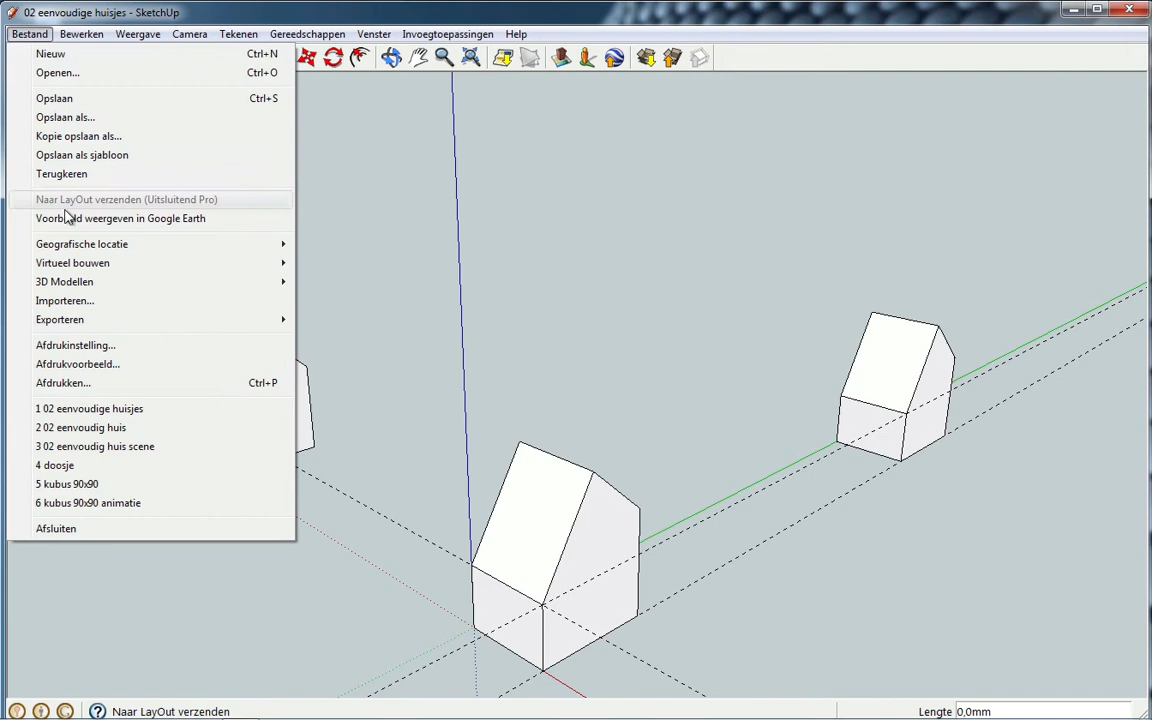 02 eenvoudige huisjes - SketchUp
Bestand Bewerken Weergave Camera Tekenen Gereedschappen Venster Invoegtoepassingen Help
Nieuw Ctrl+N
Openen... Ctrl+O
Opslaan Ctrl+S
Opslaan als...
Kopie opslaan als...
Opslaan als sjabloon
Terugkeren
Naar LayOut verzenden (Uitsluitend Pro)
Voorbeeld weergeven in Google Earth
Geografische locatie
Virtueel bouwen
3D Modellen
Importeren...
Exporteren
Afdrukinstelling...
Afdrukvoorbeeld...
Afdrukken... Ctrl+P
1 02 eenvoudige huisjes
2 02 eenvoudig huis
3 02 eenvoudig huis scene
4 doosje
5 kubus 90x90
6 kubus 90x90 animatie
Afsluiten
Naar LayOut verzenden
Lengte 0,0mm